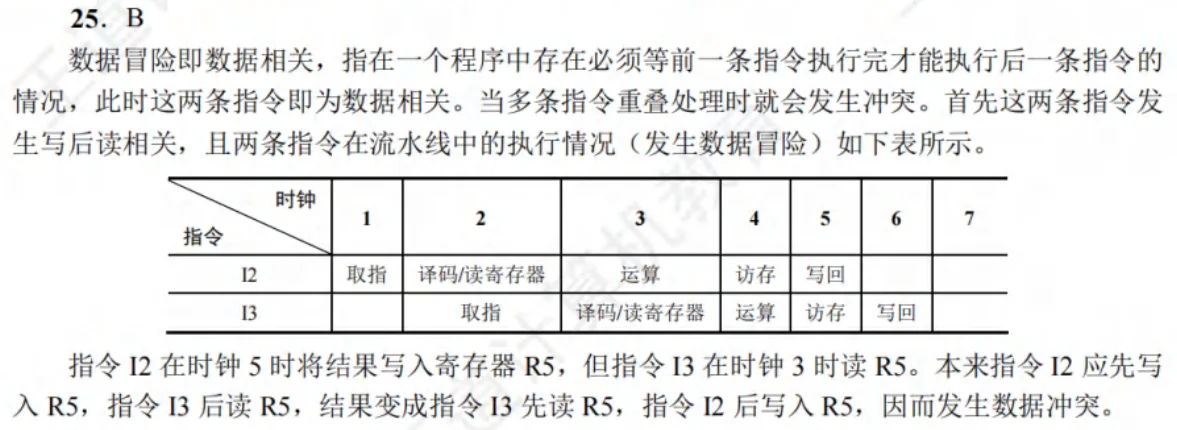 25．B
数据冒险即数据相关，指在一个程序中存在必须等前一条指令执行完才能执行后一条指令的
情况，此时这两条指令即为数据相关。当多条指令重叠处理时就会发生冲突。首先这两条指令发
生写后读相关，且两条指令在流水线中的执行情况（发生数据冒险）如下表所示。
时钟
指令 1 2 3 4 5 6 7
I2 取指 译码/读寄存器 运算 访存 写回
I3 取指 译码/读寄存器 运算 访存 写回
指令 I2 在时钟 5 时将结果写入寄存器 R5，但指令 I3 在时钟 3 时读 R5。本来指令 I2 应先写
入 R5，指令 I3 后读 R5，结果变成指令 I3 先读 R5，指令 I2 后写入 R5，因而发生数据冲突。